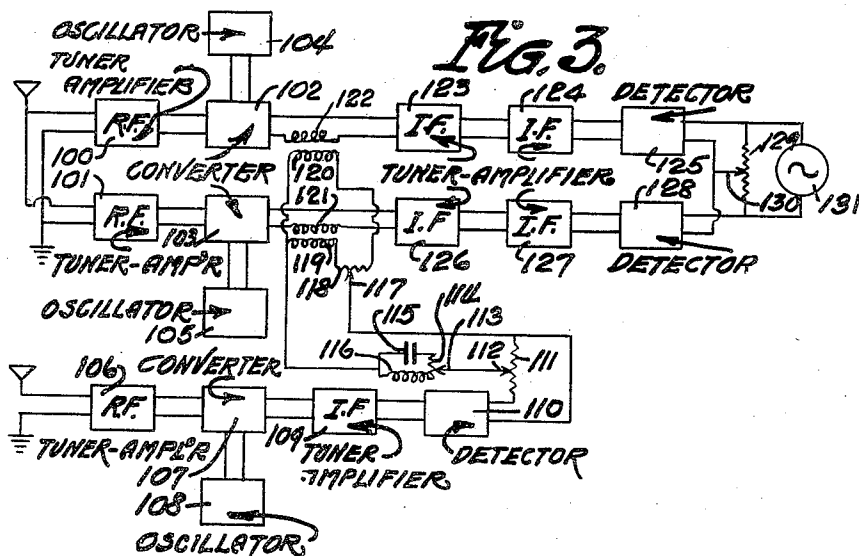 FIG. 3.
OSCILLATOR
104
TUNER
AMPLIFIER
102
122
123
124
DETECTOR
R.F.
I.F.
I.F.
129
100
CONVERTER
120
TUNER-AMPLIFIER
125
130
131
101
121
128
R.F.
103
I.F
I.F.
119
126
127
DETECTOR
TUNER-AMP'R
118
117
OSCILLATOR
105
115
114
113
116
112
111
CONVERTER
106
R.F.
I.F
110
109
TUNER-AMPL'R
TUNER
AMPLIFIER
DETECTOR
107
108
OSCILLATOR